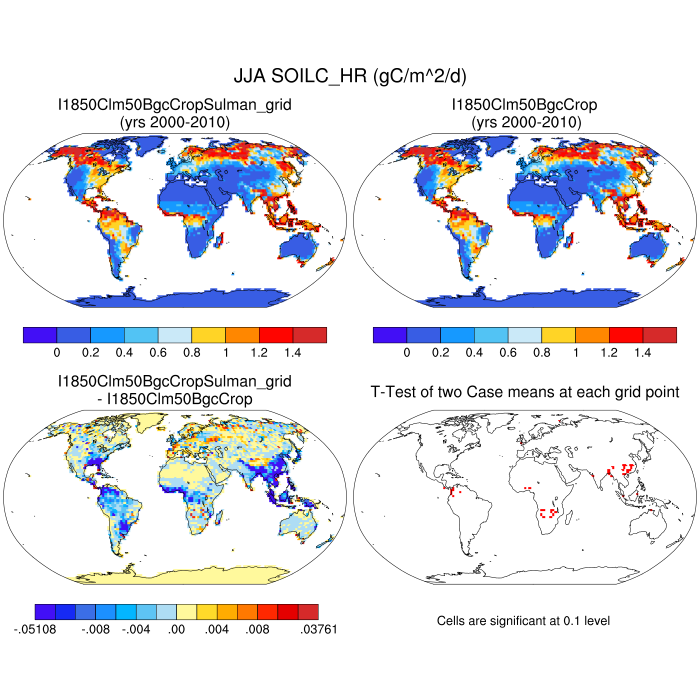 JJA SOILC_HR (gC/m^2/d)
I1850Clm50BgcCropSulman_grid
(yrs 2000-2010)
I1850Clm50BgcCrop
(yrs 2000-2010)
0 0.2 0.4 0.6 0.8 1 1.2 1.4
0 0.2 0.4 0.6 0.8 1 1.2 1.4
I1850Clm50BgcCropSulman_grid
- I1850Clm50BgcCrop
T-Test of two Case means at each grid point
-.05108 -.008 -.004 .00 .004 .008 .03761
Cells are significant at 0.1 level